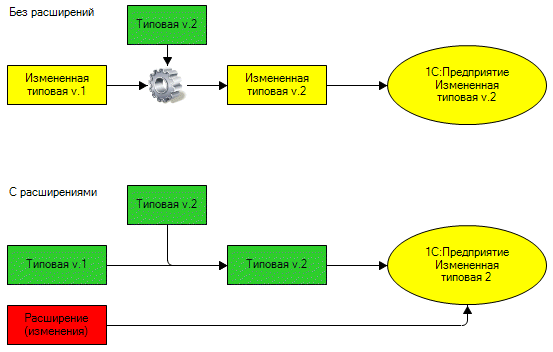 Без расширений
Типовая v.2
Измененная
типовая v.1
Измененная
типовая v.2
1С:Предприятие
Измененная
типовая v.2
С расширениями
Типовая v.2
Типовая v.1
Типовая v.2
1С:Предприятие
Измененная
типовая 2
Расширение
(изменения)